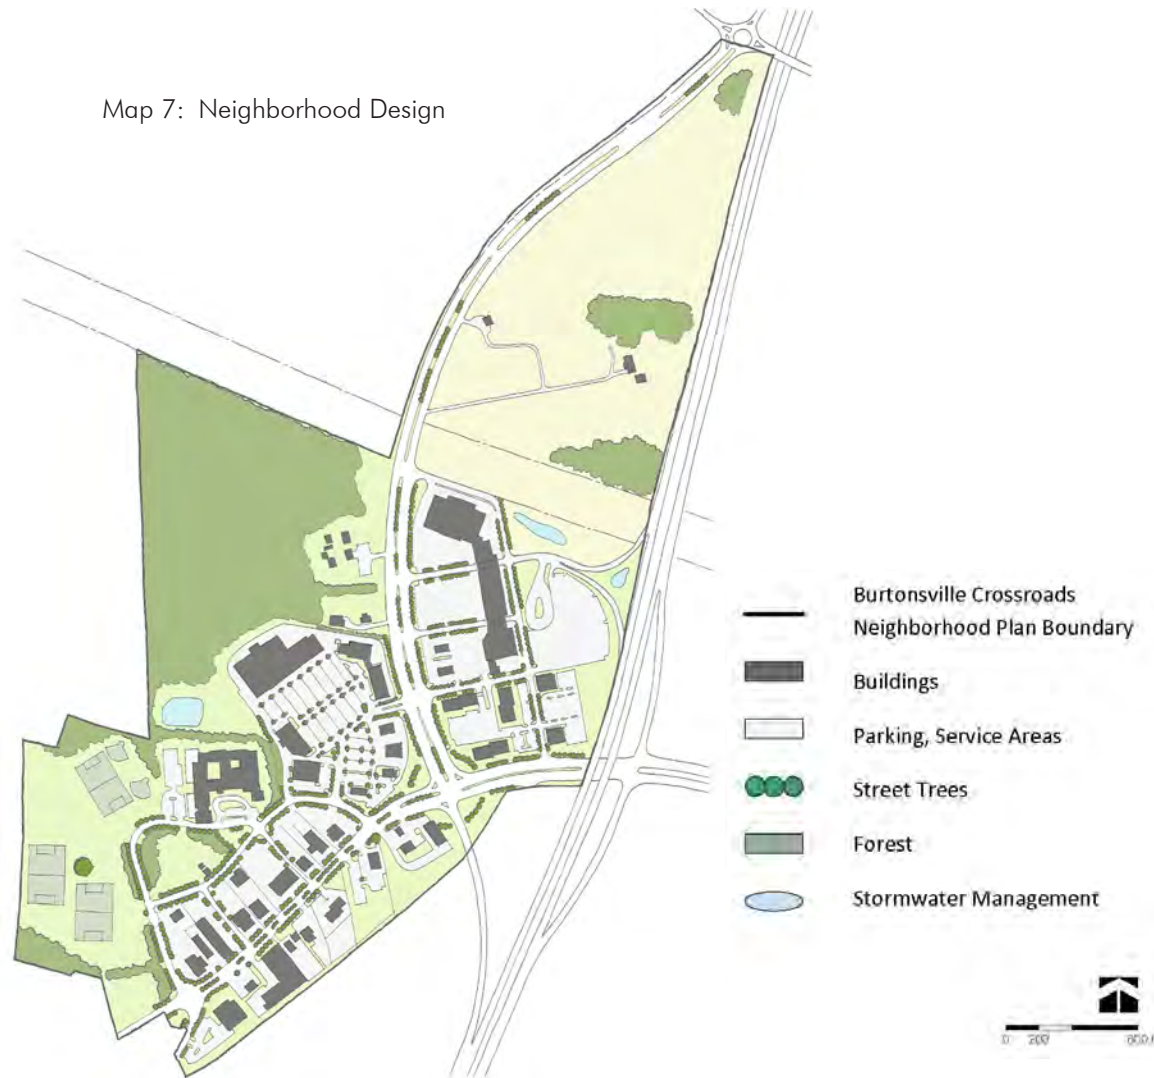 Map 7: Neighborhood Design
Burtonsville Crossroads
Neighborhood Plan Boundary
Buildings
Parking, Service Areas
Street Trees
Forest
Stormwater Management
0 200